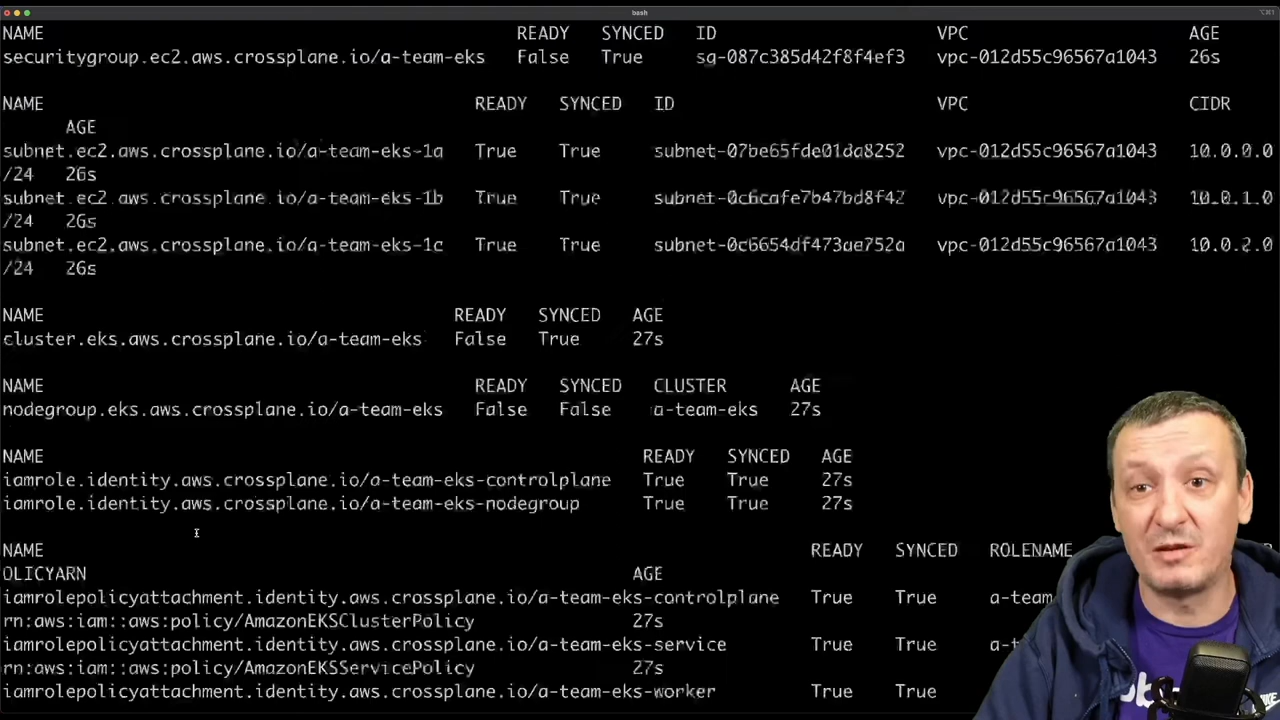 bash
NAME READY SYNCED ID VPC AGE
securitygroup.ec2.aws.crossplane.io/a-team-eks False True sg-087c385d42f8f4ef3 vpc-012d55c96567a1043 26s
NAME READY SYNCED ID VPC CIDR
AGE
subnet.ec2.aws.crossplane.io/a-team-eks-1a True True subnet-07be65fde01da8252 vpc-012d55c96567a1043 10.0.0.0
/24 26s
subnet.ec2.aws.crossplane.io/a-team-eks-1b True True subnet-0c6cafe7b47bd8f42 vpc-012d55c96567a1043 10.0.1.0
/24 26s
subnet.ec2.aws.crossplane.io/a-team-eks-1c True True subnet-0c6654df473ae752a vpc-012d55c96567a1043 10.0.2.0
/24 26s
NAME READY SYNCED AGE
cluster.eks.aws.crossplane.io/a-team-eks False True 27s
NAME READY SYNCED CLUSTER AGE
nodegroup.eks.aws.crossplane.io/a-team-eks False False a-team-eks 27s
NAME READY SYNCED AGE
iamrole.identity.aws.crossplane.io/a-team-eks-controlplane True True 27s
iamrole.identity.aws.crossplane.io/a-team-eks-nodegroup True True 27s
NAME READY SYNCED ROLENAME
OLICYARN AGE
iamrolepolicyattachment.identity.aws.crossplane.io/a-team-eks-controlplane True True a-team
rn:aws:iam::aws:policy/AmazonEKSClusterPolicy 27s
iamrolepolicyattachment.identity.aws.crossplane.io/a-team-eks-service True True
rn:aws:iam::aws:policy/AmazonEKSServicePolicy 27s
iamrolepolicyattachment.identity.aws.crossplane.io/a-team-eks-worker True True